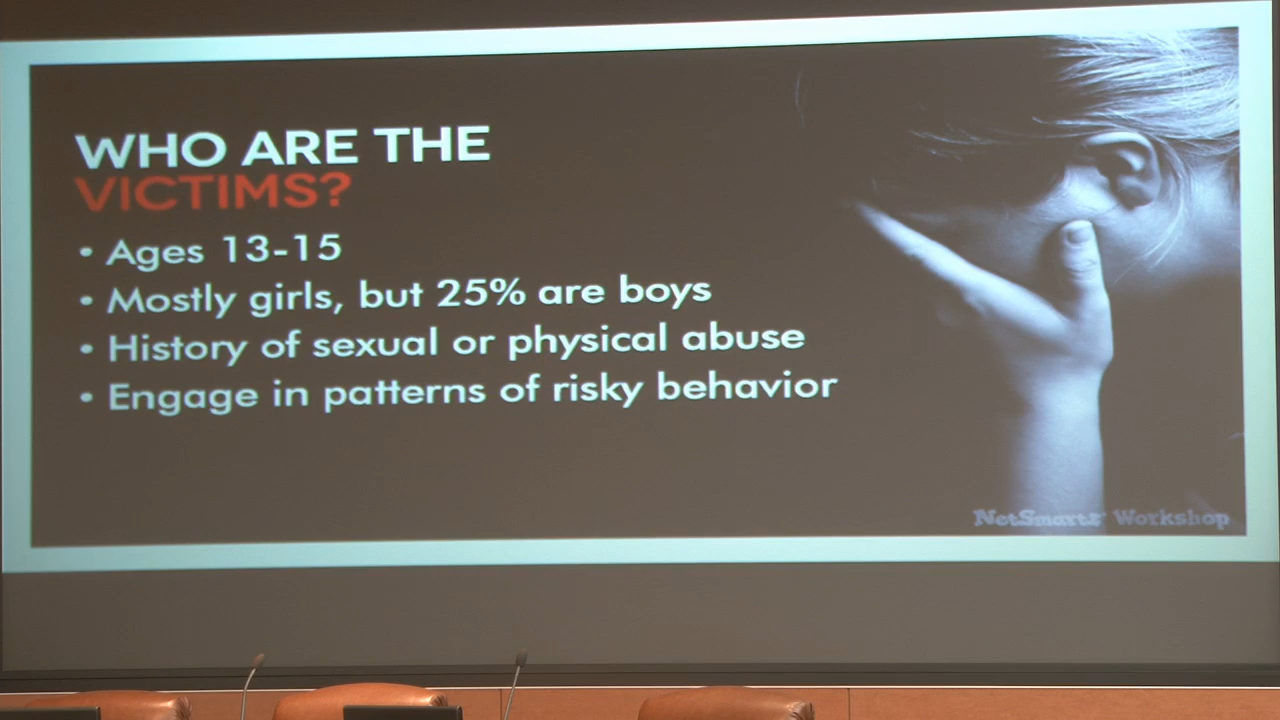 WHO ARE THE
VICTIMS?
• Ages 13-15
• Mostly girls, but 25% are boys
• History of sexual or physical abuse
• Engage in patterns of risky behavior
NetSmartz Workshop